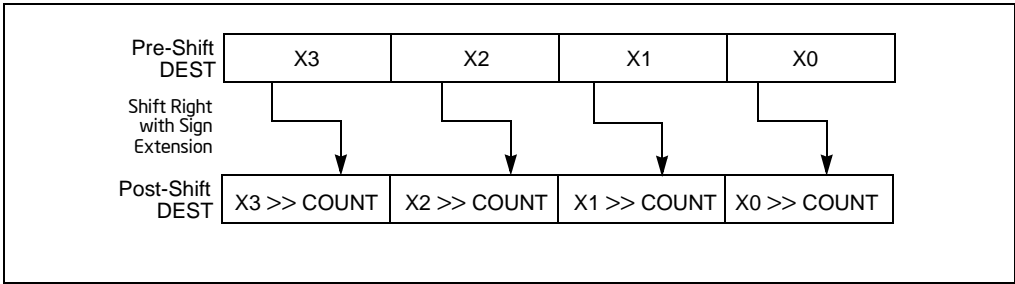 Pre-Shift
DEST
X3 X2 X1 X0
Shift Right
with Sign
Extension
Post-Shift
DEST
X3 >> COUNT X2 >> COUNT X1 >> COUNT X0 >> COUNT